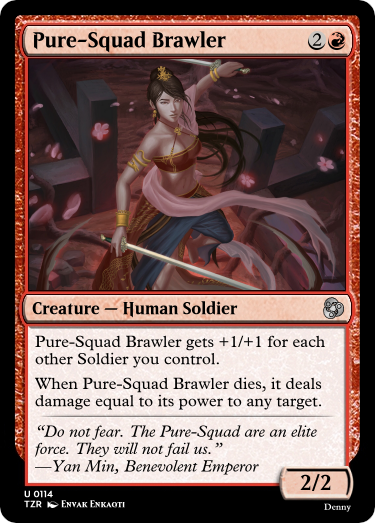 Pure-Squad Brawler 2
Creature — Human Soldier
Pure-Squad Brawler gets +1/+1 for each
other Soldier you control.
When Pure-Squad Brawler dies, it deals
damage equal to its power to any target.
“Do not fear. The Pure-Squad are an elite
force. They will not fail us.”
—Yan Min, Benevolent Emperor
2/2
U 0114
TZR Envak Enkaoti
Denny